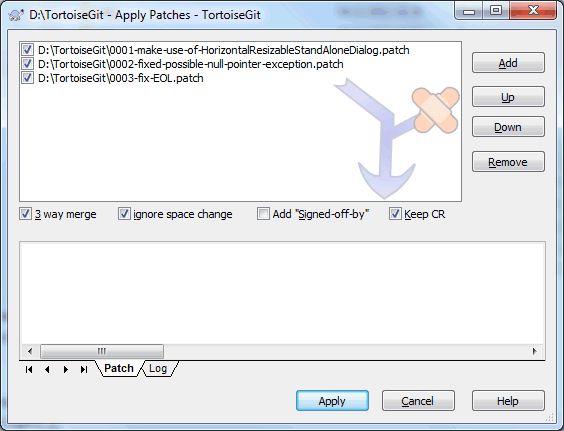 D:\TortoiseGit - Apply Patches - TortoiseGit
D:\TortoiseGit\0001-make-use-of-HorizontalResizableStandAloneDialog.patch
D:\TortoiseGit\0002-fixed-possible-null-pointer-exception.patch
D:\TortoiseGit\0003-fix-EOL.patch
Add
Up
Down
Remove
3 way merge
ignore space change
Add "Signed-off-by"
Keep CR
Patch
Log
Apply
Cancel
Help